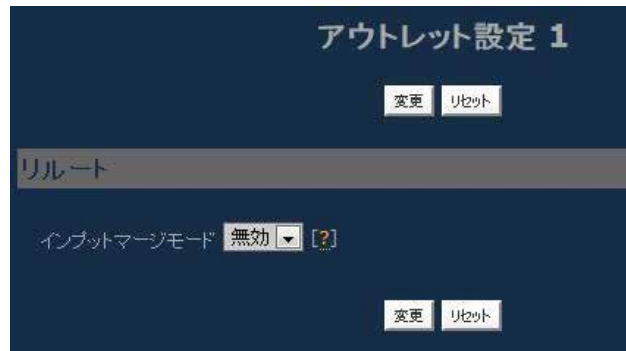 アウトレット設定 1
変更 リセット
リルート
インプットマージモード 無効 [?]
変更 リセット